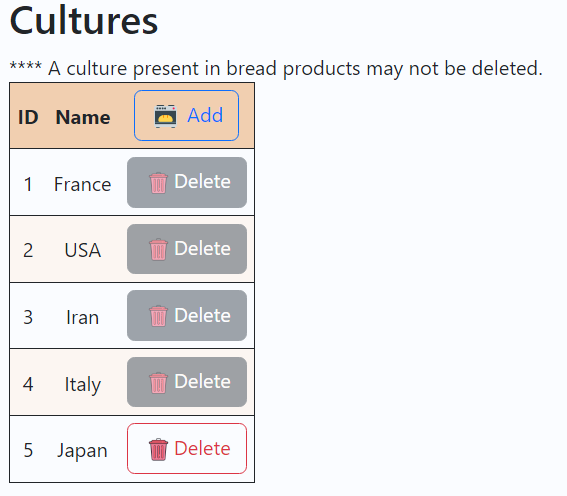 Cultures
**** A culture present in bread products may not be deleted.
ID Name Add
1 France Delete
2 USA Delete
3 Iran Delete
4 Italy Delete
5 Japan Delete